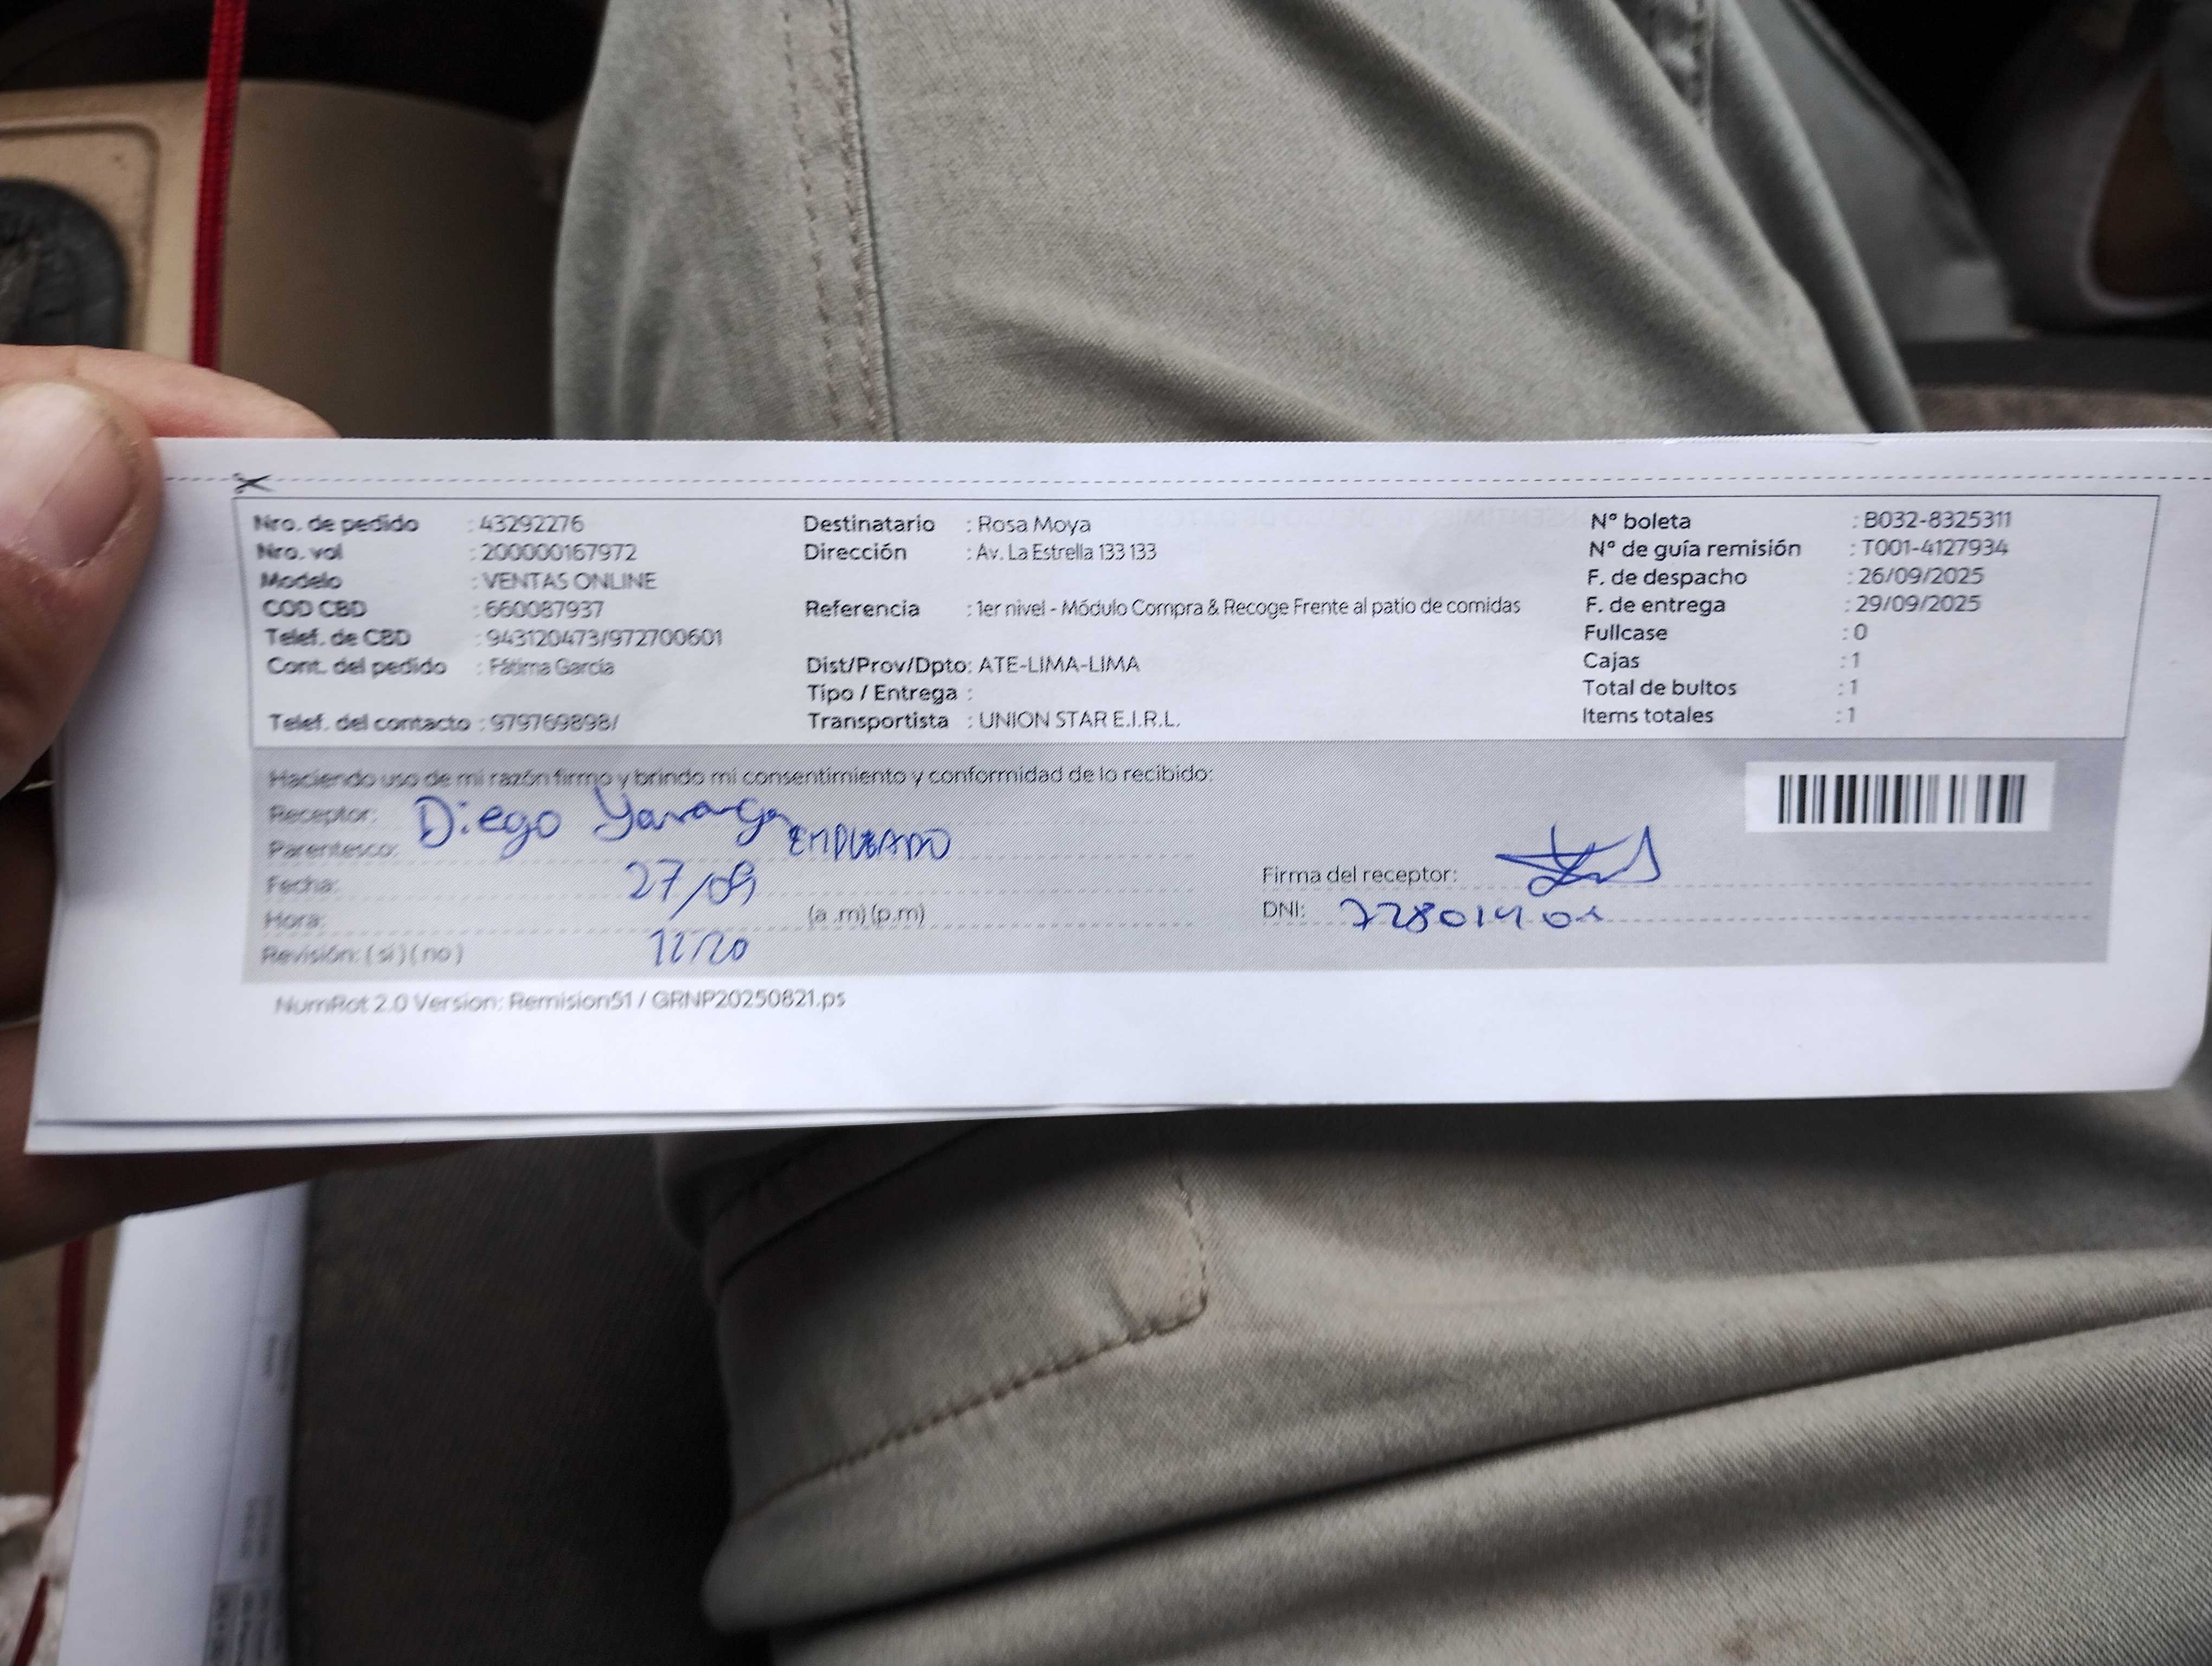 Nro. de pedido : 43292276
Nro. vol : 200000167972
Modelo : VENTAS ONLINE
COD CBD : 660087937
Telef. de CBD : 943120473/972700601
Cont. del pedido : Fátima García
Telef. del contacto : 979769898/
Destinatario : Rosa Moya
Dirección : Av. La Estrella 133 133
Referencia : 1er nivel - Módulo Compra & Recoge Frente al patio de comidas
Dist/Prov/Dpto: ATE-LIMA-LIMA
Tipo / Entrega :
Transportista : UNION STAR E.I.R.L.
N° boleta : B032-8325311
N° de guía remisión : T001-4127934
F. de despacho : 26/09/2025
F. de entrega : 29/09/2025
Fullcase : 0
Cajas : 1
Total de bultos : 1
Items totales : 1
Haciendo uso de mi razón firmo y brindo mi consentimiento y conformidad de lo recibido:
Receptor: Diego
Parentesco: EMPLEADO
Fecha: 27/09
Hora: 12:20 (a .m) (p.m)
Revisión: ( si ) ( no )
Firma del receptor:
DNI:
NumRot 2.0 Version: Remision51 / GRNP20250821.ps